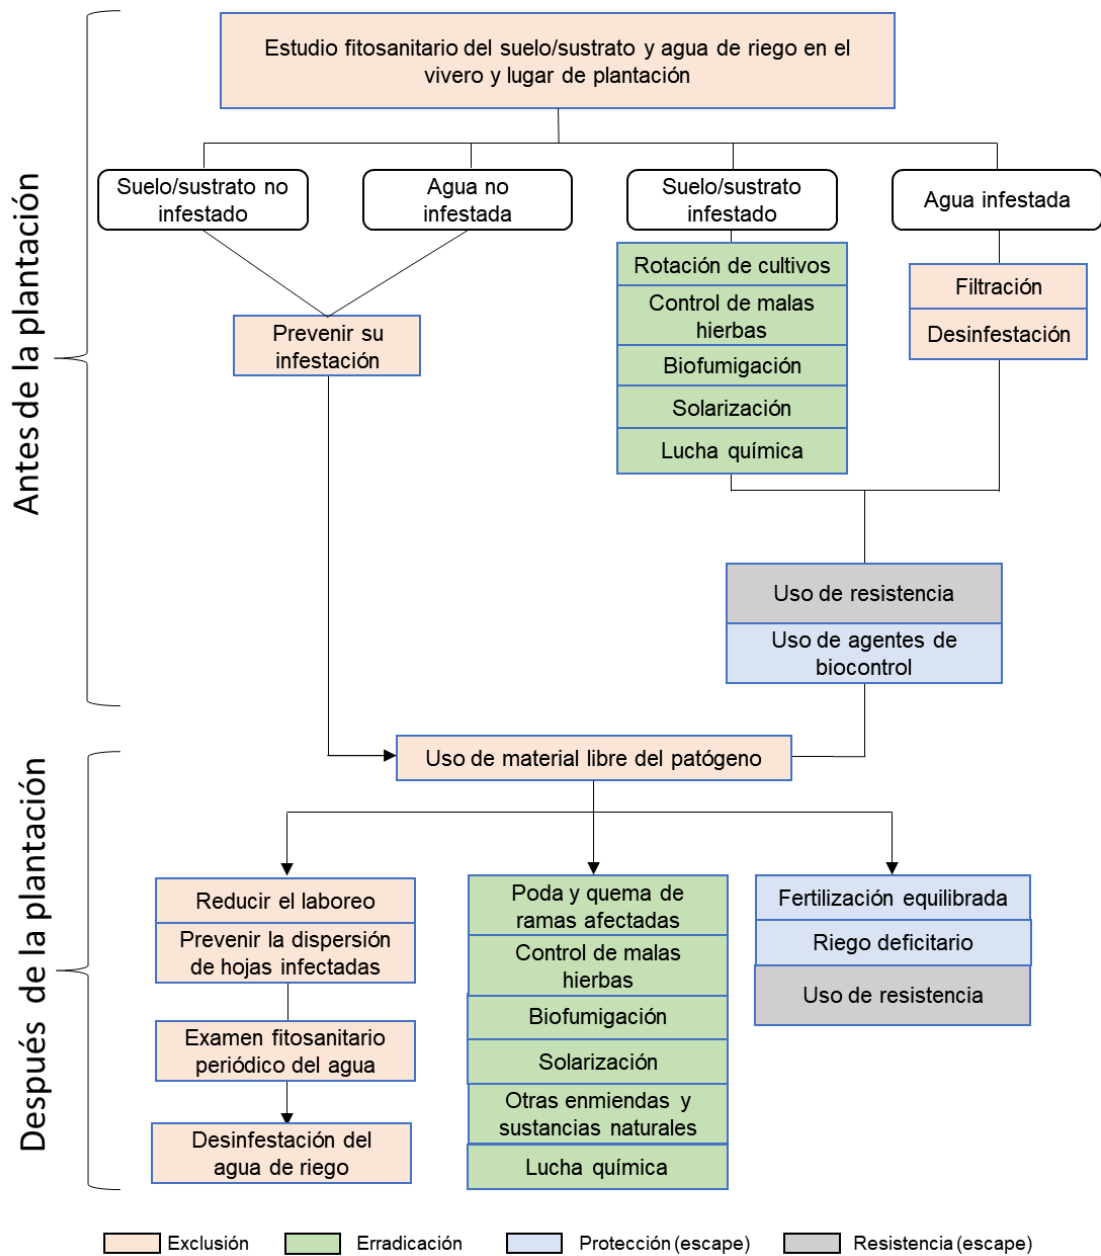 Antes de la plantación
Estudio fitosanitario del suelo/sustrato y agua de riego en el
vivero y lugar de plantación
Suelo/sustrato no
infestado
Agua no
infestada
Suelo/sustrato
infestado
Agua infestada
Prevenir su
infestación
Rotación de cultivos
Control de malas
hierbas
Biofumigación
Solarización
Lucha química
Filtración
Desinfestación
Uso de resistencia
Uso de agentes de
biocontrol
Uso de material libre del patógeno
Después de la plantación
Reducir el laboreo
Prevenir la dispersión
de hojas infectadas
Examen fitosanitario
periódico del agua
Desinfestación del
agua de riego
Poda y quema de
ramas afectadas
Control de malas
hierbas
Biofumigación
Solarización
Otras enmiendas y
sustancias naturales
Lucha química
Fertilización equilibrada
Riego deficitario
Uso de resistencia
Exclusión
Erradicación
Protección (escape)
Resistencia (escape)